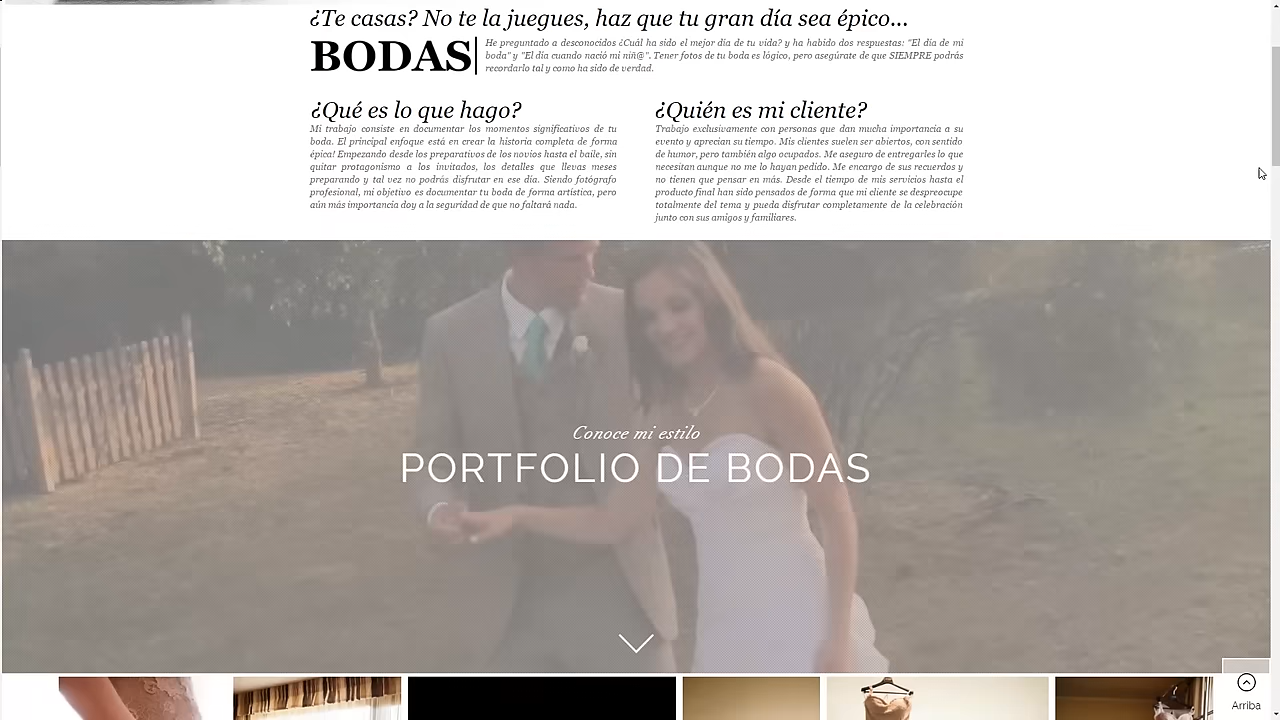 ¿Te casas? No te la juegues, haz que tu gran día sea épico...
BODAS
He preguntado a desconocidos ¿Cuál ha sido el mejor día de tu vida? y ha habido dos respuestas: "El día de mi
boda" y "El día cuando nació mi niñ@". Tener fotos de tu boda es lógico, pero asegúrate de que SIEMPRE podrás
recordarlo tal y como ha sido de verdad.
¿Qué es lo que hago?
Mi trabajo consiste en documentar los momentos significativos de tu
boda. El principal enfoque está en crear la historia completa de forma
épica! Empezando desde los preparativos de los novios hasta el baile, sin
quitar protagonismo a los invitados, los detalles que llevas meses
preparando y tal vez no podrás disfrutar en ese día. Siendo fotógrafo
profesional, mi objetivo es documentar tu boda de forma artística, pero
aún más importancia doy a la seguridad de que no faltará nada.
¿Quién es mi cliente?
Trabajo exclusivamente con personas que dan mucha importancia a su
evento y aprecian su tiempo. Mis clientes suelen ser abiertos, con sentido
de humor, pero también algo ocupados. Me aseguro de entregarles lo que
necesitan aunque no me lo hayan pedido. Me encargo de sus recuerdos y
no tienen que pensar en más. Desde el tiempo de mis servicios hasta el
producto final han sido pensados de forma que mi cliente se despreocupe
totalmente del tema y pueda disfrutar completamente de la celebración
junto con sus amigos y familiares.
Conoce mi estilo
PORTFOLIO DE BODAS
Arriba